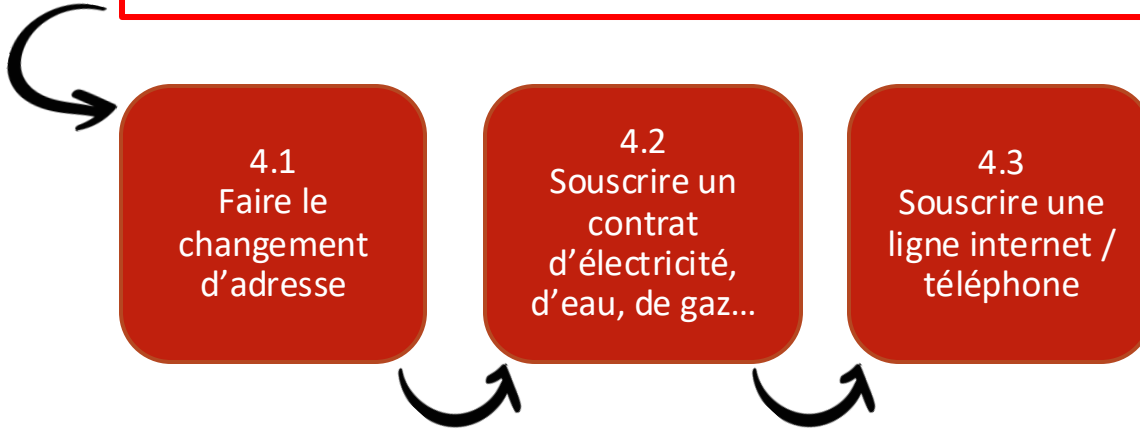 4.1
Faire le
changement
d’adresse
4.2
Souscrire un
contrat
d’électricité,
d’eau, de gaz…
4.3
Souscrire une
ligne internet /
téléphone